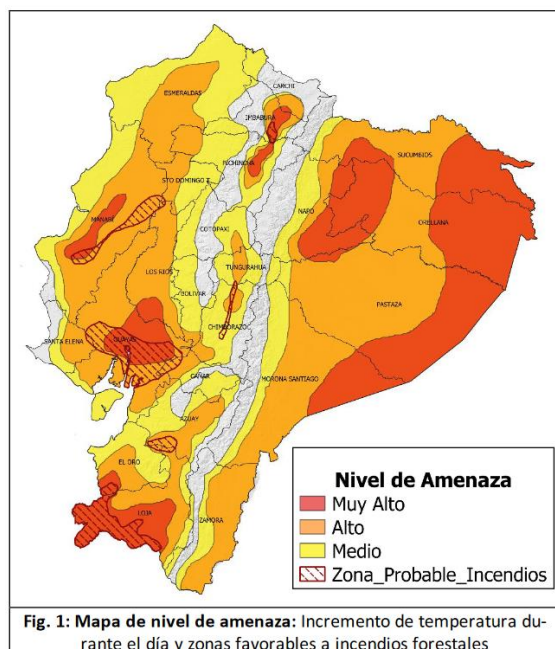 ESMERALDAS
CARCHI
IMBABURA
SUCUMBIOS
PICHINCHA
STO DOMINGO T
NAPO
ORELLANA
MANABI
COTOPAXI
TUNGURAHUA
LOS RIOS
BOLIVAR
PASTAZA
CHIMBORAZO
SANTA ELENA
GUAYAS
MORONA SANTIAGO
CAÑAR
AZUAY
EL ORO
LOJA
ZAMORA
Nivel de Amenaza
Muy Alto
Alto
Medio
Zona_Probable_Incendios
Fig. 1: Mapa de nivel de amenaza: Incremento de temperatura du-
rante el día y zonas favorables a incendios forestales